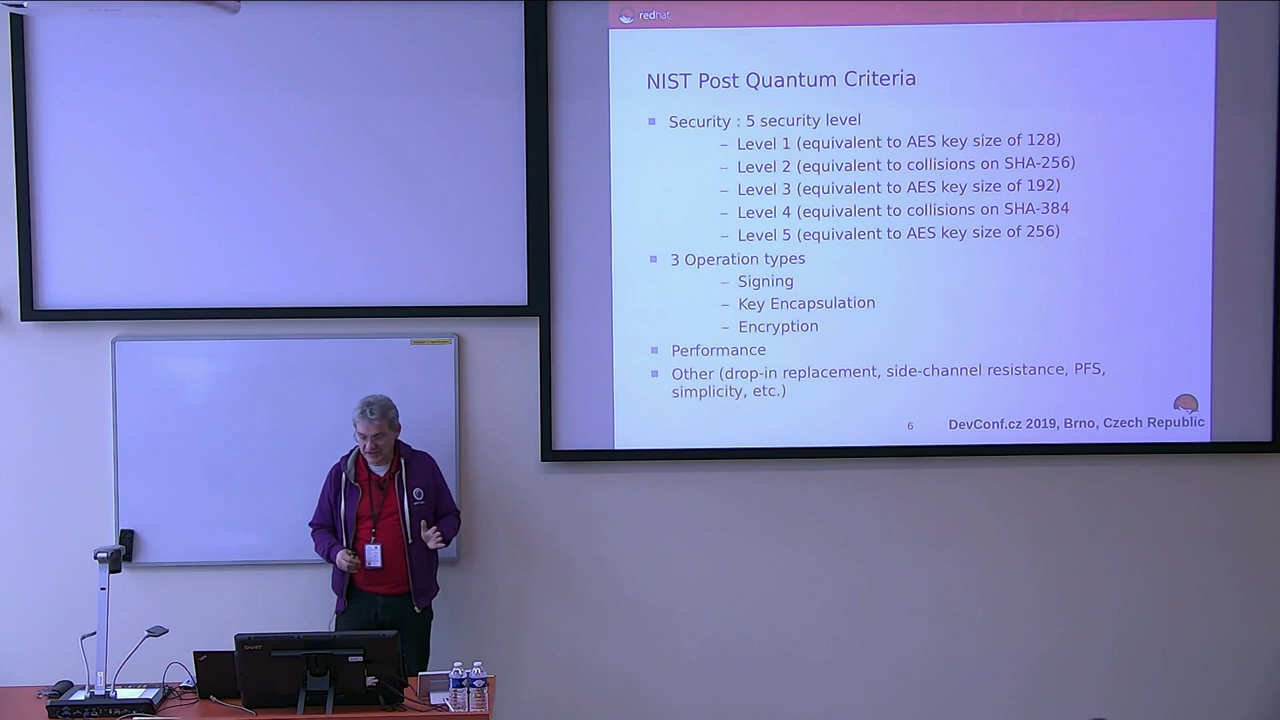 redhat
NIST Post Quantum Criteria
Security : 5 security level
– Level 1 (equivalent to AES key size of 128)
– Level 2 (equivalent to collisions on SHA-256)
– Level 3 (equivalent to AES key size of 192)
– Level 4 (equivalent to collisions on SHA-384
– Level 5 (equivalent to AES key size of 256)
3 Operation types
– Signing
– Key Encapsulation
– Encryption
Performance
Other (drop-in replacement, side-channel resistance, PFS,
simplicity, etc.)
6 DevConf.cz 2019, Brno, Czech Republic